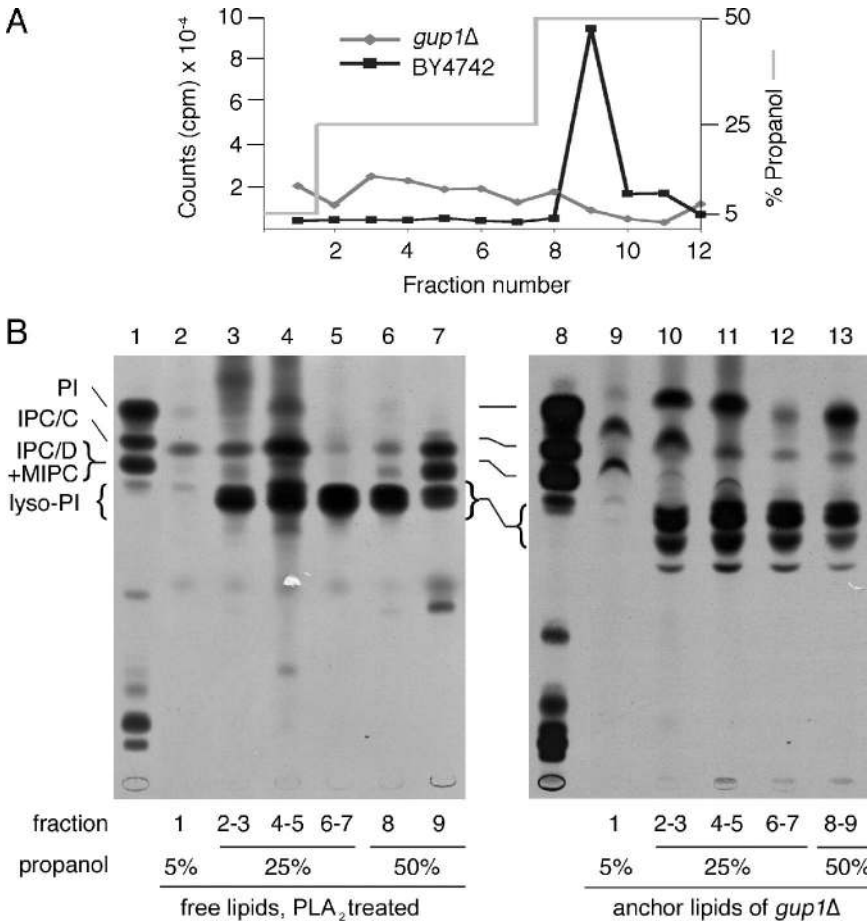 A
Counts (cpm) x 10⁻⁴
10
8
6
4
2
gup1Δ
BY4742
50
25
5
% Propanol
2 4 6 8 10 12
Fraction number
B
1 2 3 4 5 6 7 8 9 10 11 12 13
PI
IPC/C
IPC/D
+MIPC
lyso-PI
fraction 1 2-3 4-5 6-7 8 9 1 2-3 4-5 6-7 8-9
propanol 5% 25% 50% 5% 25% 50%
free lipids, PLA₂treated anchor lipids of gup1Δ